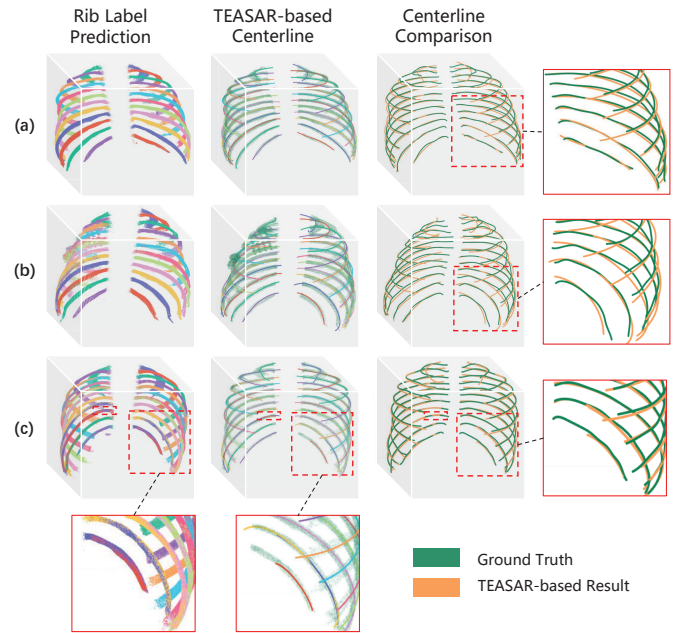 Rib Label
Prediction
TEASAR-based
Centerline
Centerline
Comparison
(a)
(b)
(c)
Ground Truth
TEASAR-based Result